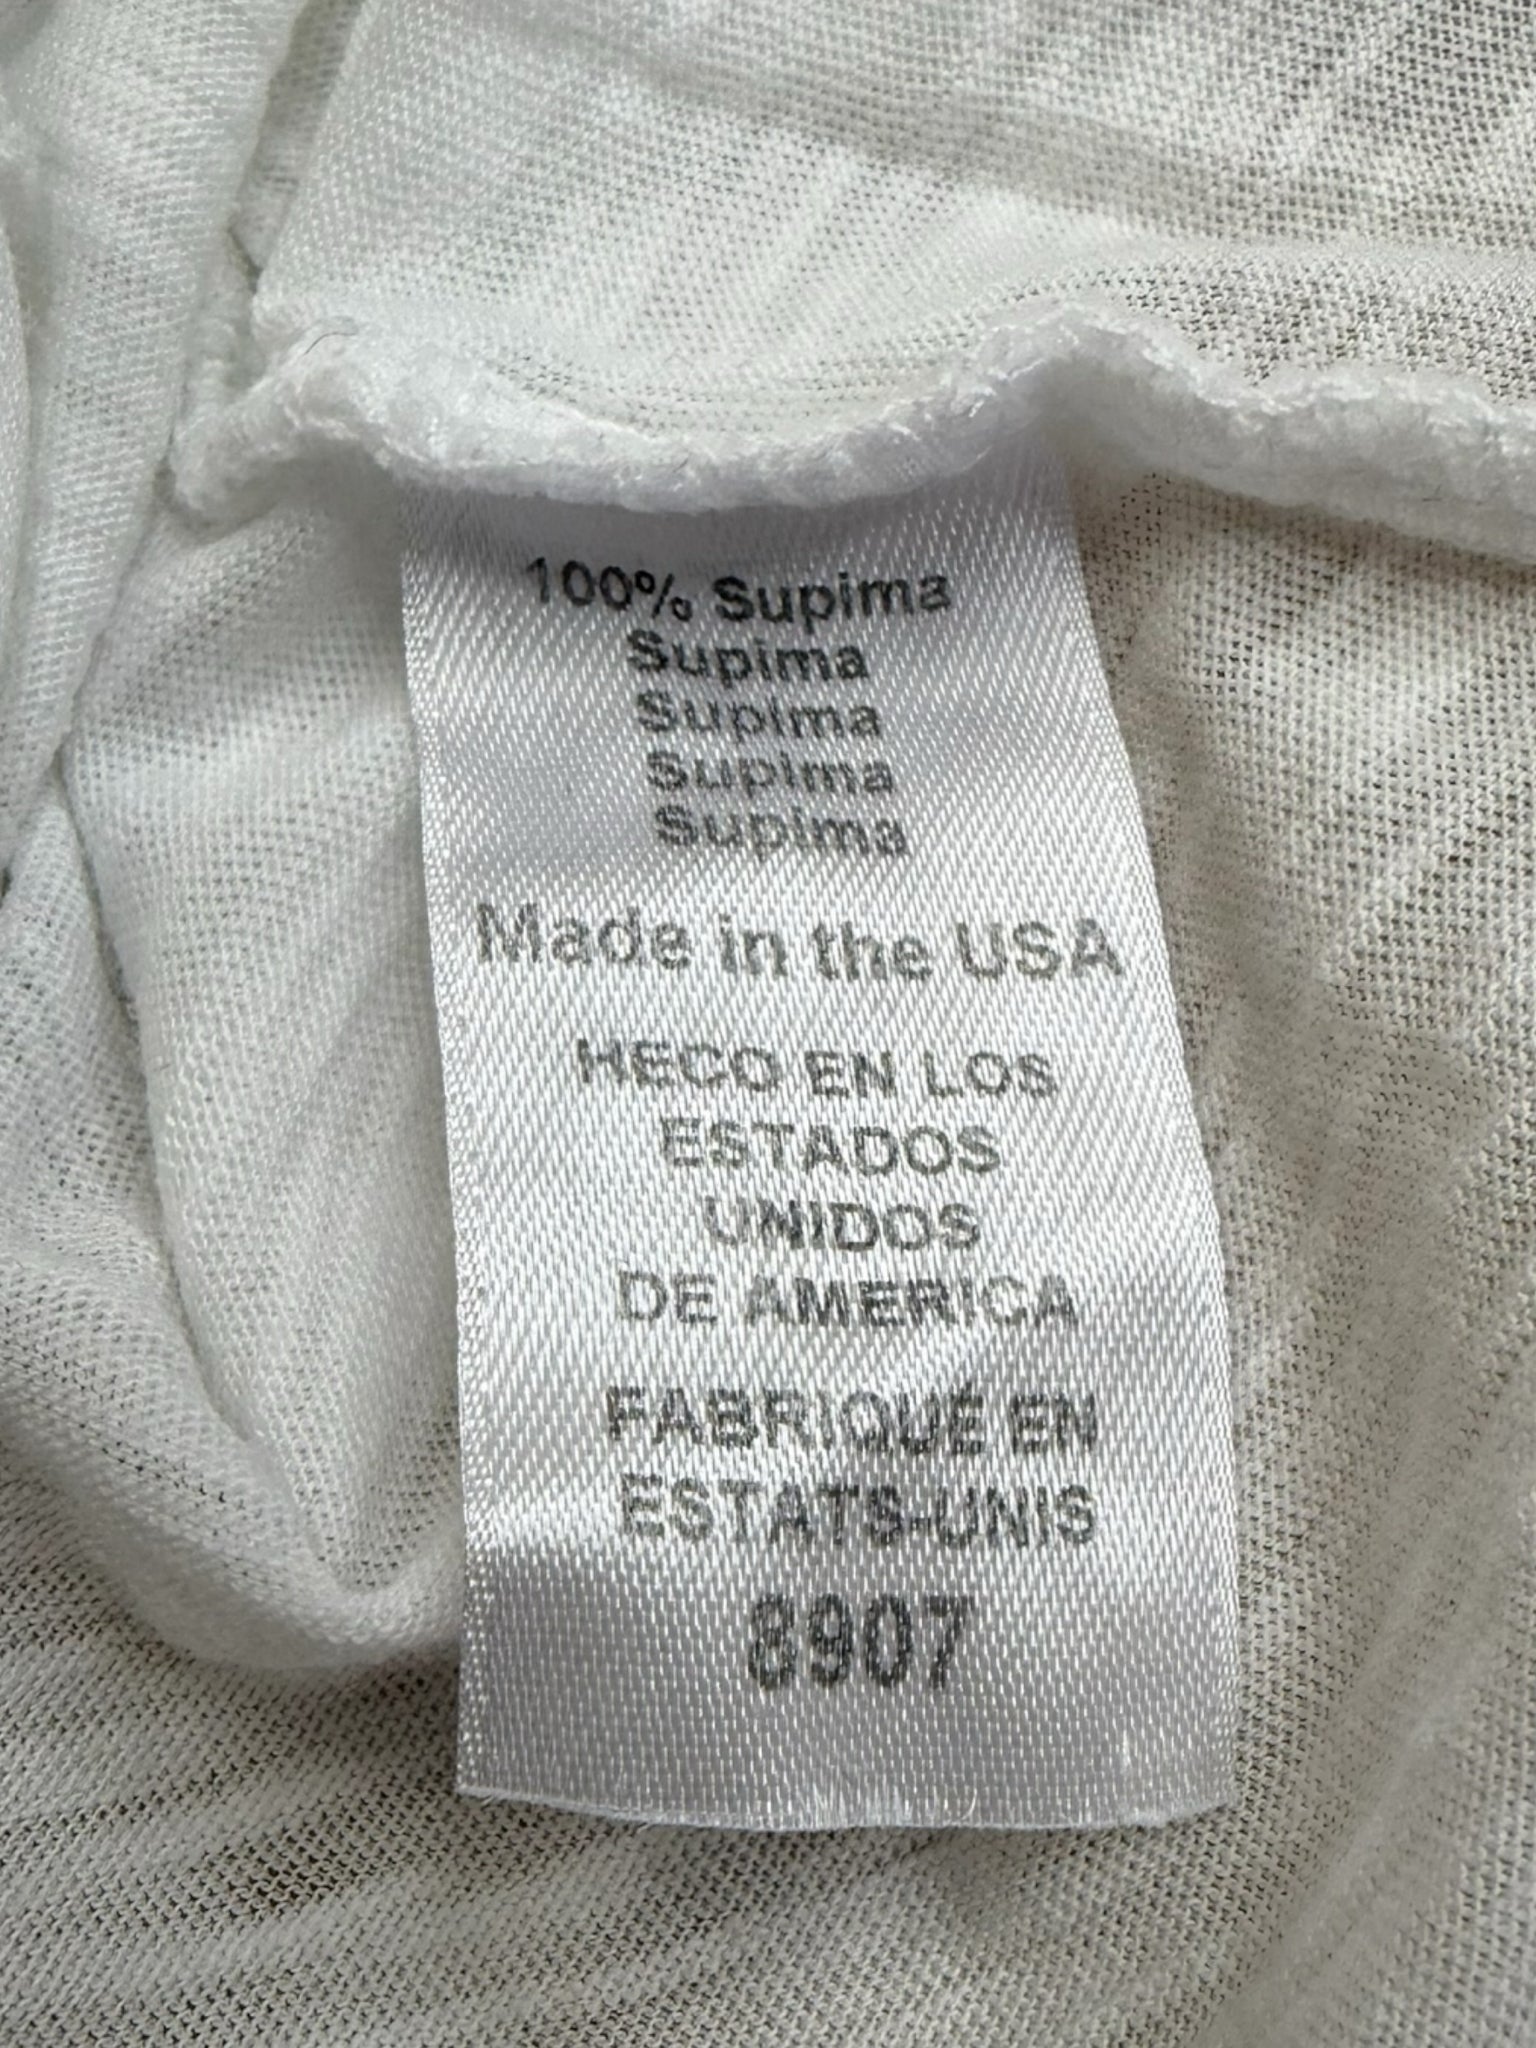 100% Supima
Supima
Supima
Supima
Supima
Made in the USA
HECO EN LOS
ESTADOS
UNIDOS
DE AMERICA
FABRIQUÉ EN
ESTATS-UNIS
8907